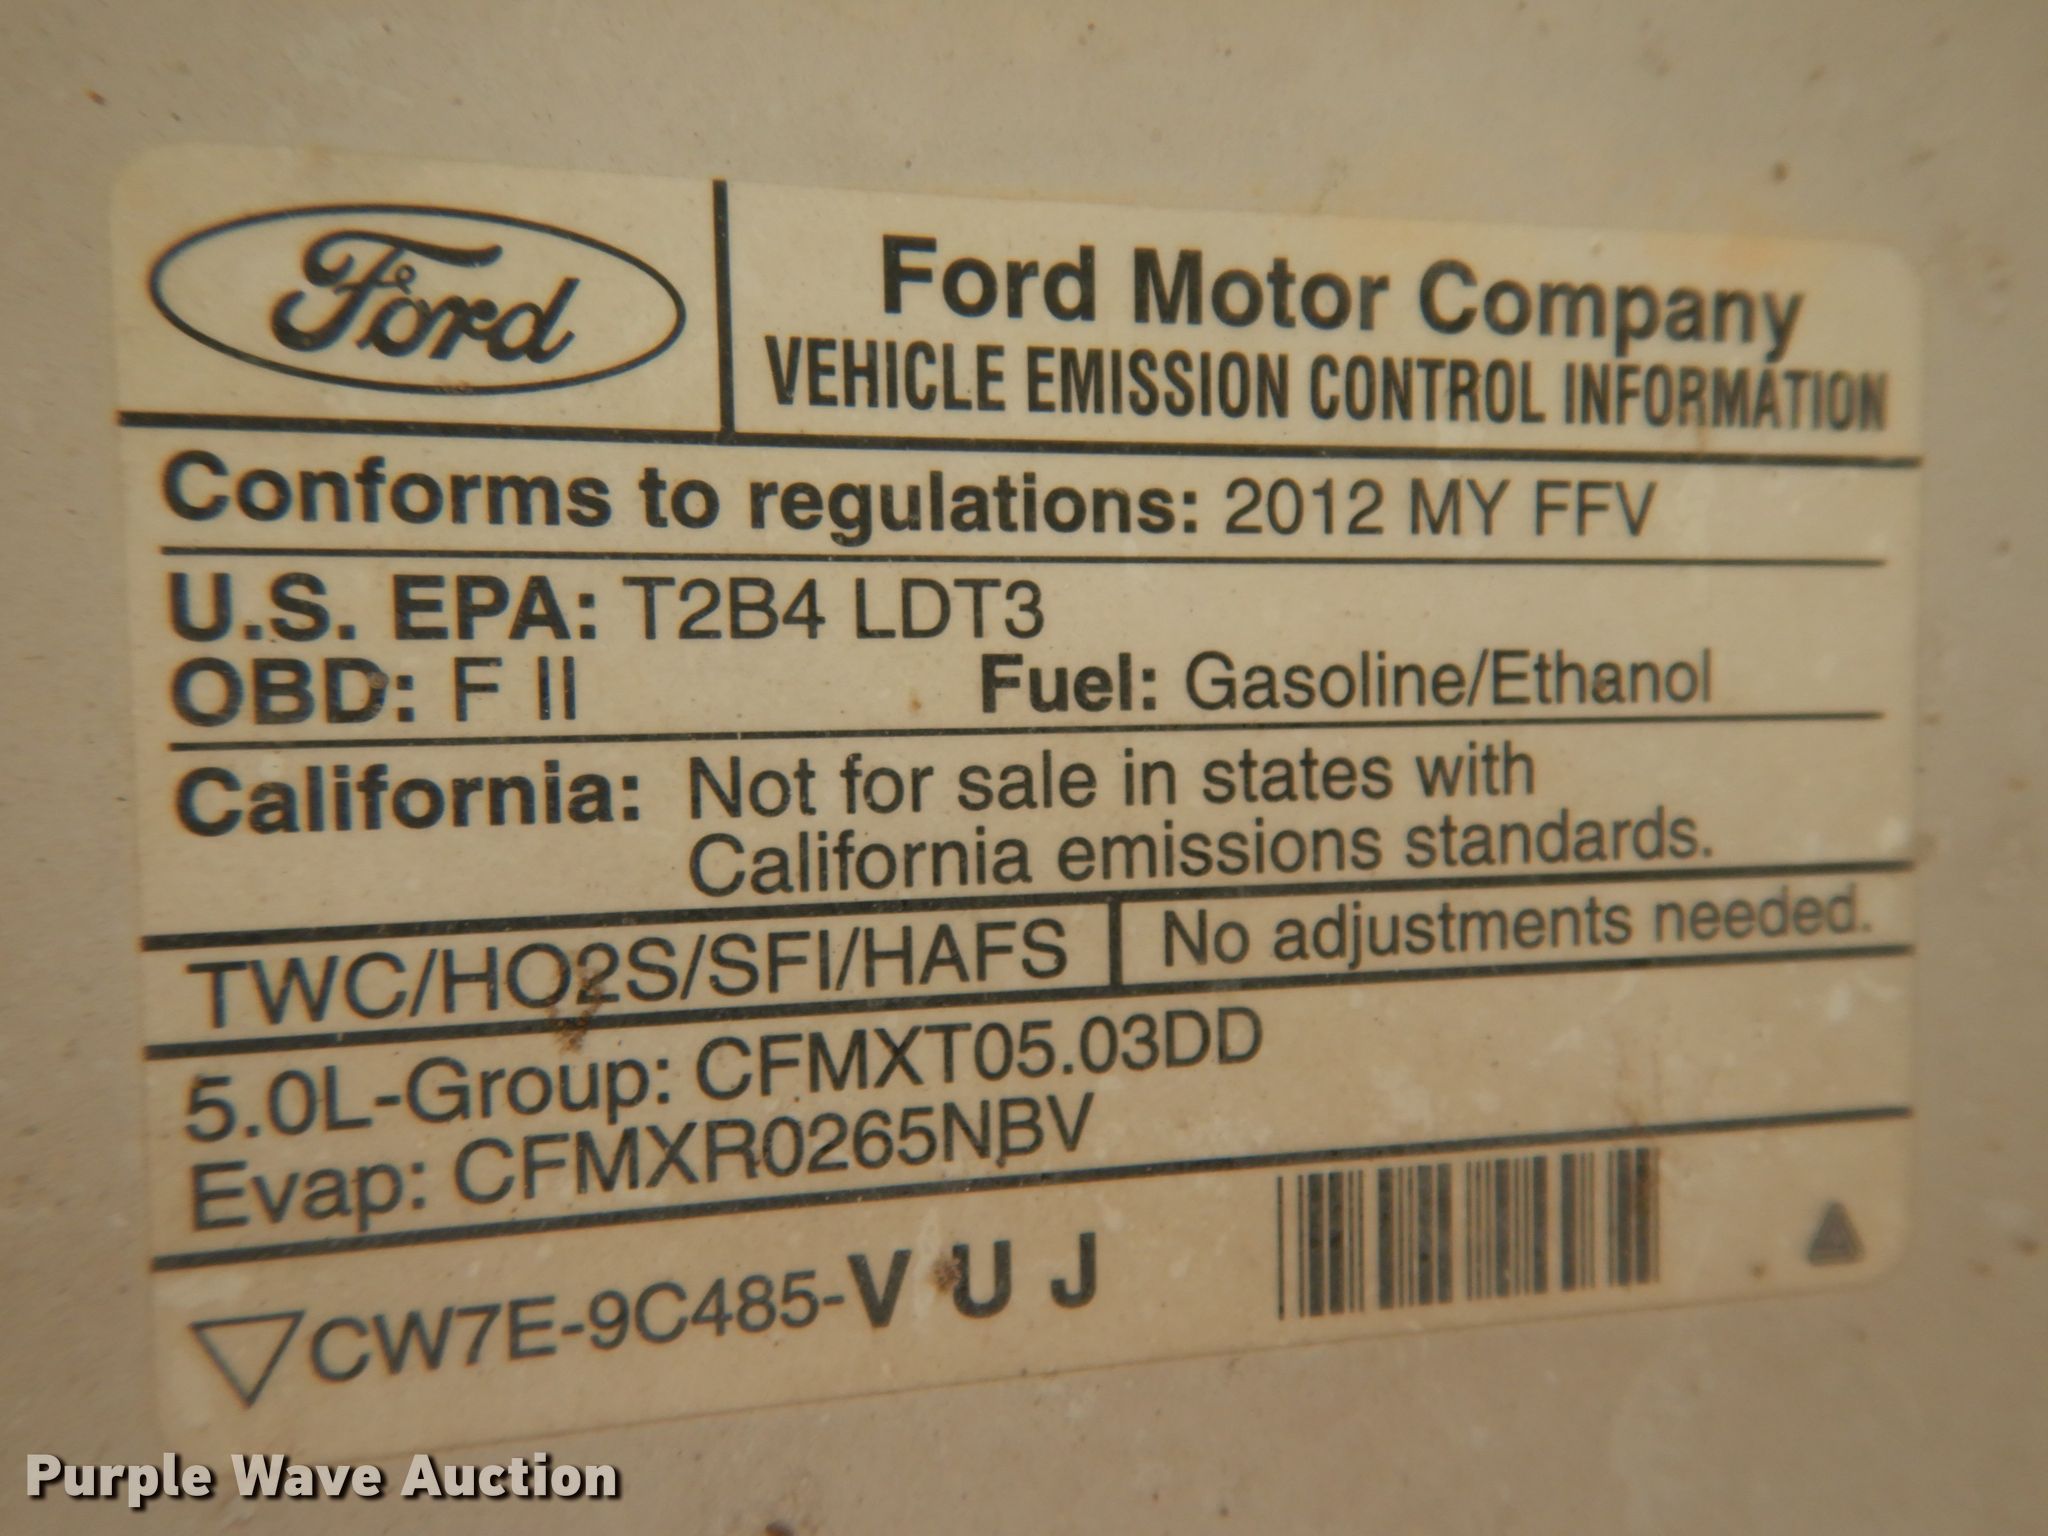 Ford
Ford Motor Company
VEHICLE EMISSION CONTROL INFORMATION
Conforms to regulations: 2012 MY FFV
U.S. EPA: T2B4 LDT3
OBD: F II Fuel: Gasoline/Ethanol
California: Not for sale in states with
California emissions standards.
TWC/HO2S/SFI/HAFS No adjustments needed.
5.0L-Group: CFMXT05.03DD
Evap: CFMXR0265NBV
CW7E-9C485-V U J
Purple Wave Auction